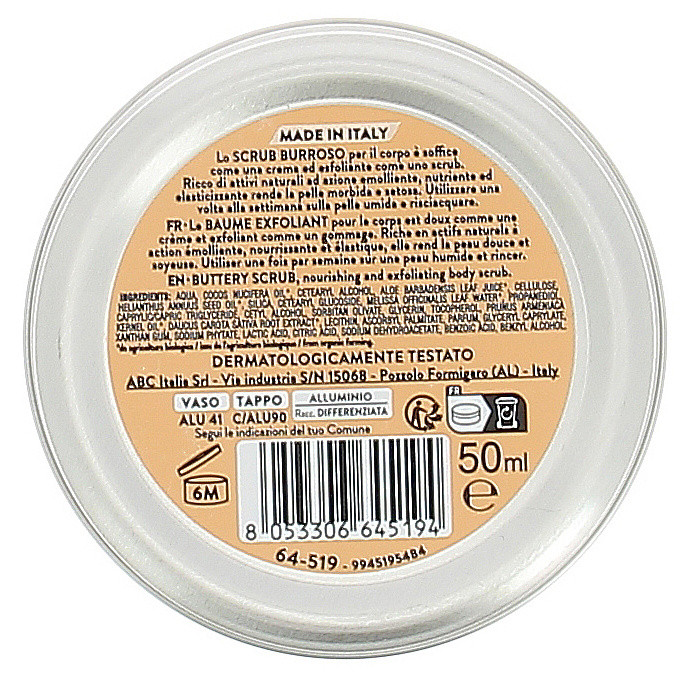 MADE IN ITALY
Lo SCRUB BURROSO per il corpo è soffice
come una crema ed esfoliante come uno scrub.
Ricco di attivi naturali ed azione emolliente, nutriente ed
elasticizzante rende la pelle morbida e setosa. Utilizzare una
volta alla settimana sulla pelle umida e risciacquare.
FR • Le BAUME EXFOLIANT pour le corps est doux comme une
crème et exfoliant comme un gommage. Riche en actifs naturels à
action émolliente, nourrissante et élastique, elle rend la peau douce et
soyeuse. Utiliser une fois par semaine sur une peau humide et rincer.
EN • BUTTERY SCRUB, nourishing and exfoliating body scrub.
INGREDIENTS: AQUA, COCOS NUCIFERA OIL*, CETEARYL ALCOHOL, ALOE BARBADENSIS LEAF JUICE*, CELLULOSE,
HELIANTHUS ANNUUS SEED OIL*, SILICA, CETEARYL GLUCOSIDE, MELISSA OFFICINALIS LEAF WATER*, PROPANEDIOL,
CAPRYLIC/CAPRIC TRIGLYCERIDE, CETYL ALCOHOL, SORBITAN OLIVATE, GLYCERIN, TOCOPHEROL, PRUNUS ARMENIACA
KERNEL OIL*, DAUCUS CAROTA SATIVA ROOT EXTRACT*, LECITHIN, ASCORBYL PALMITATE, PARFUM, GLYCERYL CAPRYLATE,
XANTHAN GUM, SODIUM PHYTATE, LACTIC ACID, CITRIC ACID, SODIUM DEHYDROACETATE, BENZOIC ACID, BENZYL ALCOHOL.
*da agricoltura biologica / issu de l'agriculture biologique / from organic farming.
DERMATOLOGICAMENTE TESTATO
ABC Italia Srl - Via industria S/N 15068 - Pozzolo Formigaro (AL) - Italy
VASO TAPPO ALLUMINIO FR
ALU 41 C/ALU90 Racc. DIFFERENZIATA
Segui le indicazioni del tuo Comune
6M
50ml
e
8 053306 645194
64-519 - 9945195484